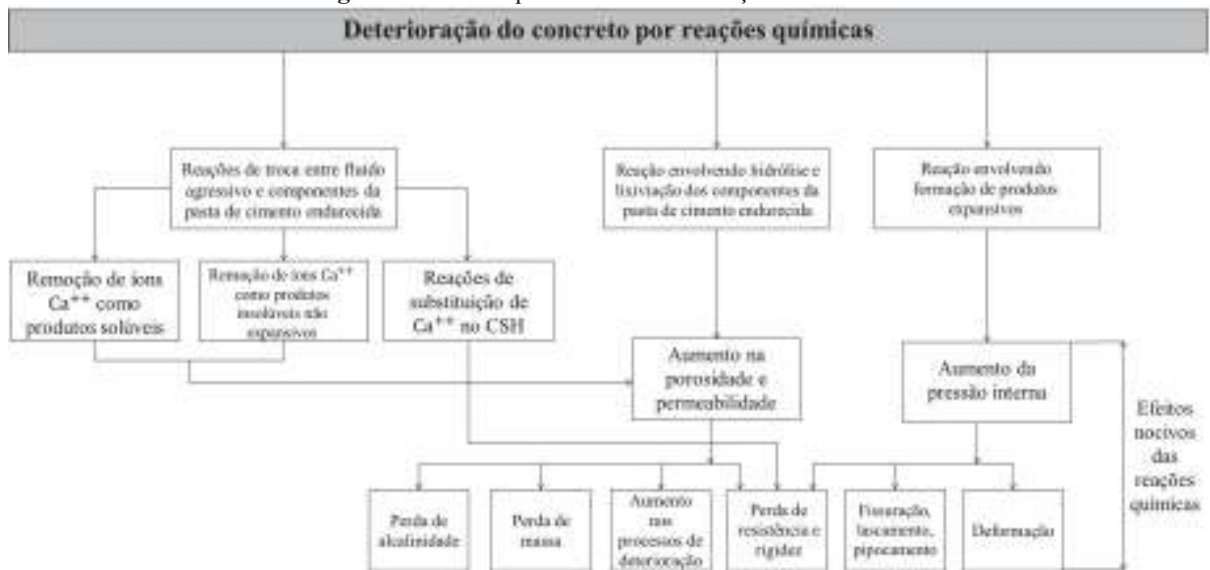 Deterioração do concreto por reações químicas
Reações de troca entre fluido
agressivo e componentes da
pasta de cimento endurecida
Reação envolvendo hidrólise e
lixiviação dos componentes da
pasta de cimento endurecida
Reação envolvendo
formação de produtos
expansivos
Remoção de íons
Ca⁺⁺ como
produtos solúveis
Remoção de íons Ca⁺⁺
como produtos
insolúveis não
expansivos
Reações de
substituição de
Ca⁺⁺ no CSH
Aumento na
porosidade e
permeabilidade
Aumento da
pressão interna
Efeitos
nocivos
das
reações
químicas
Perda de
alcalinidade
Perda de
massa
Aumento
nos
processos de
deterioração
Perda de
resistência e
rigidez
Fissuração,
lascamento,
pipocamento
Deformação